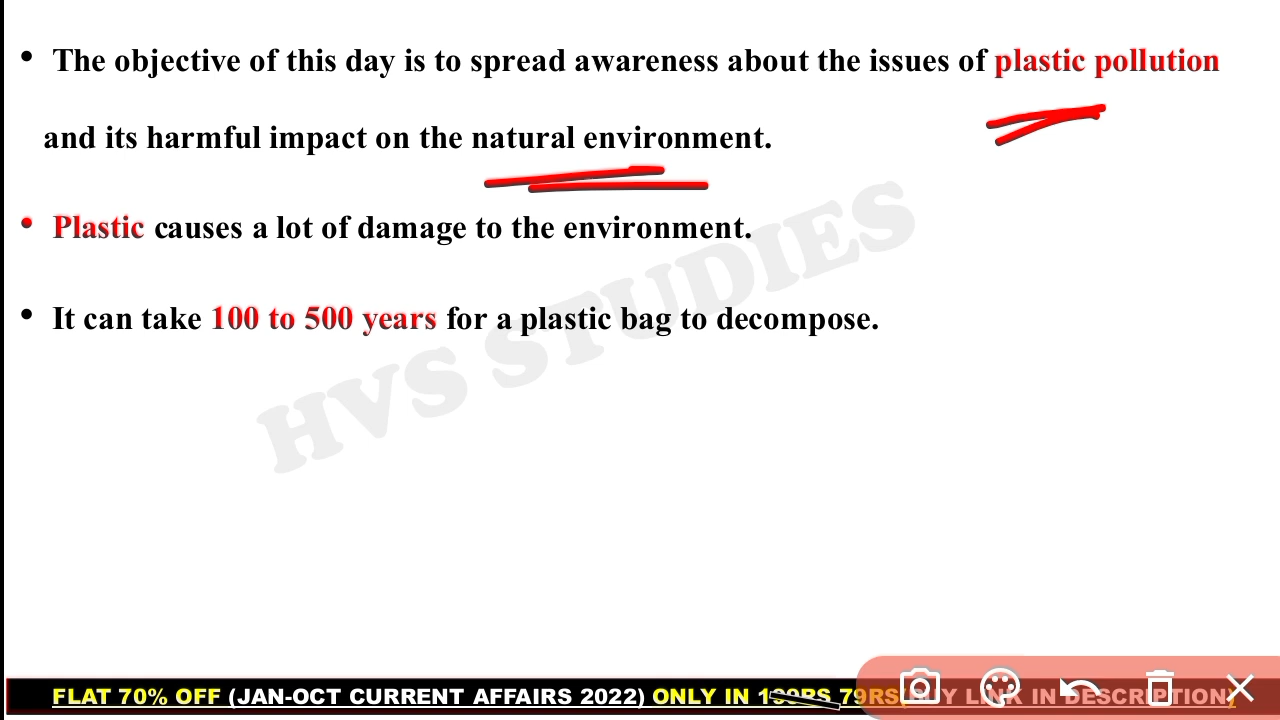 • The objective of this day is to spread awareness about the issues of plastic pollution
and its harmful impact on the natural environment.
• Plastic causes a lot of damage to the environment.
• It can take 100 to 500 years for a plastic bag to decompose.
HVS STUDIES
FLAT 70% OFF (JAN-OCT CURRENT AFFAIRS 2022) ONLY IN 79RS LINK IN DESCRIPTION)